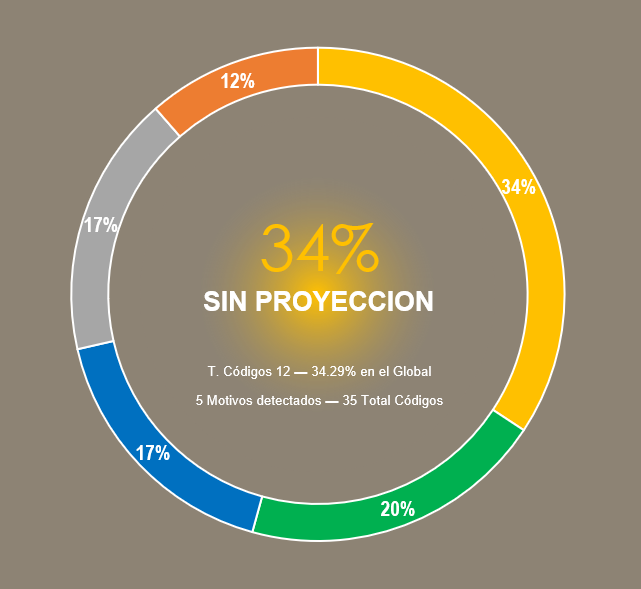 12%
34%
17%
34%
SIN PROYECCION
T. Códigos 12 — 34.29% en el Global
5 Motivos detectados — 35 Total Códigos
17%
20%